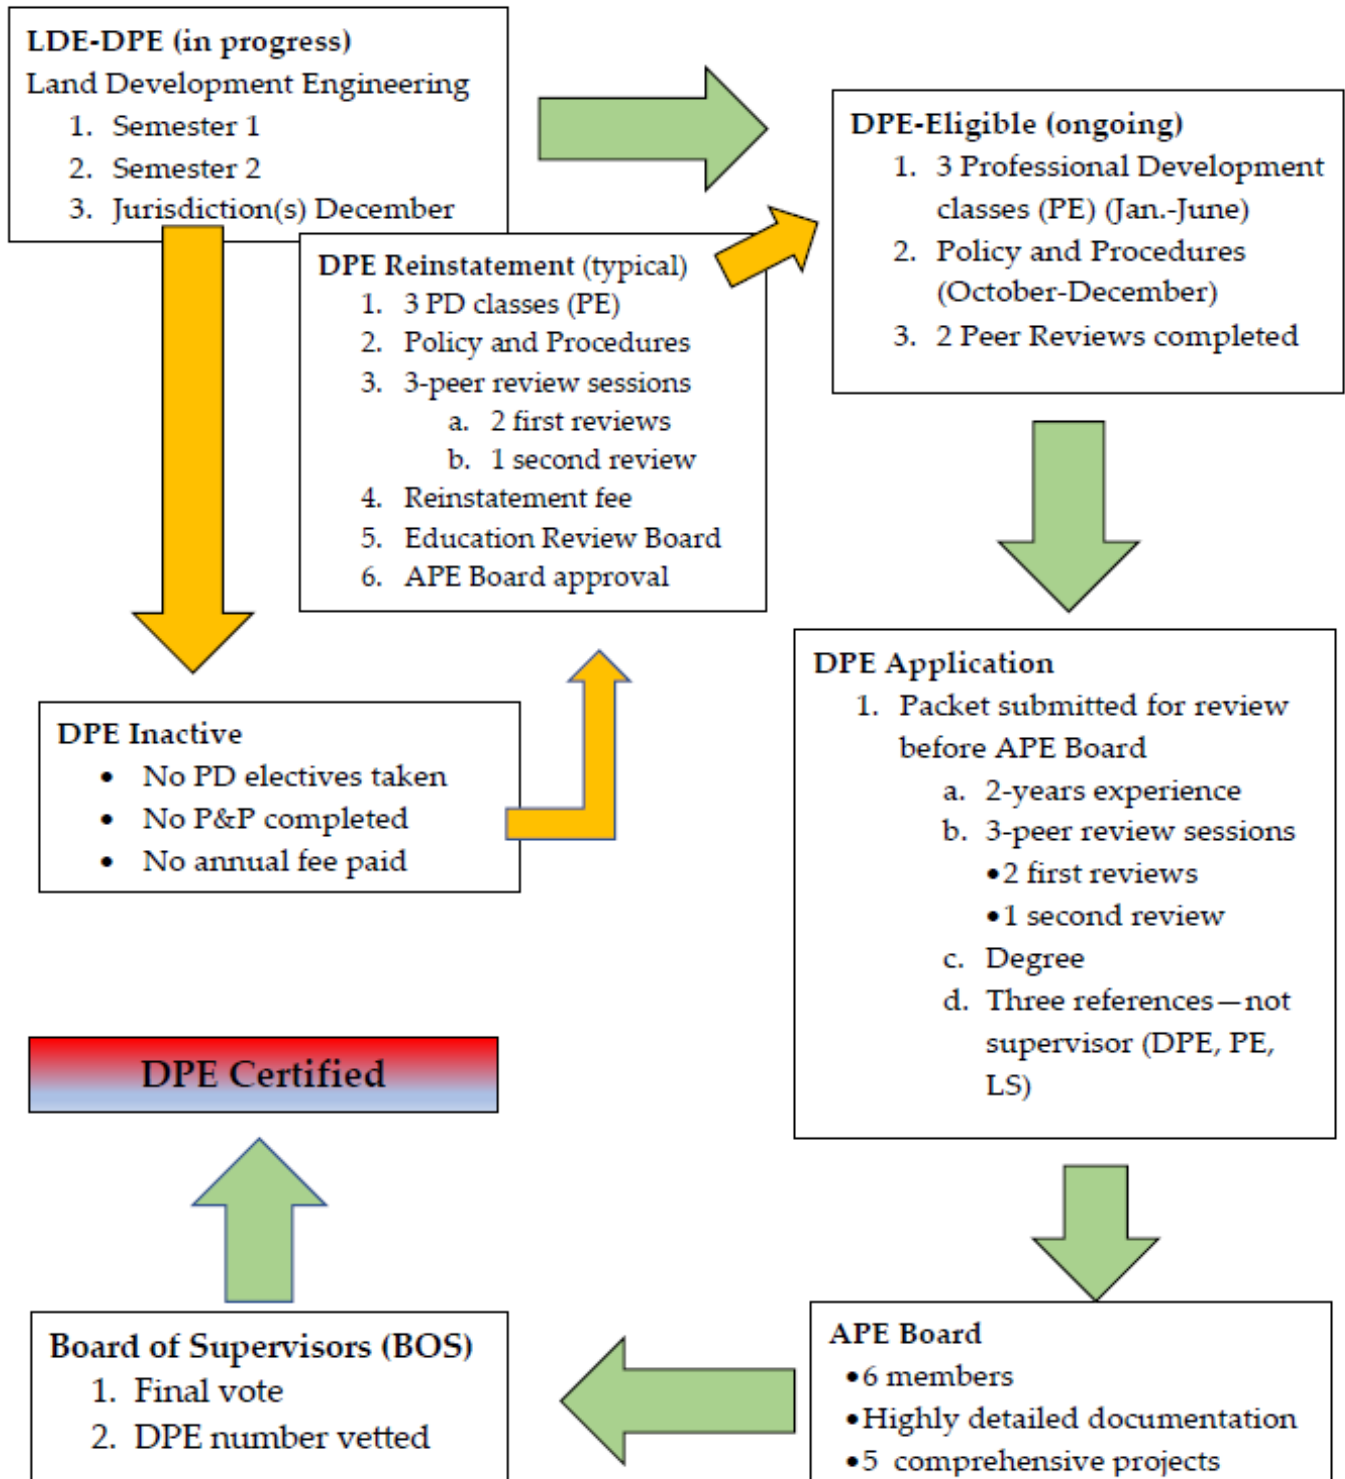 LDE-DPE (in progress)
Land Development Engineering
1. Semester 1
2. Semester 2
3. Jurisdiction(s) December
DPE-Eligible (ongoing)
1. 3 Professional Development
classes (PE) (Jan.-June)
2. Policy and Procedures
(October-December)
3. 2 Peer Reviews completed
DPE Reinstatement (typical)
1. 3 PD classes (PE)
2. Policy and Procedures
3. 3-peer review sessions
a. 2 first reviews
b. 1 second review
4. Reinstatement fee
5. Education Review Board
6. APE Board approval
DPE Inactive
• No PD electives taken
• No P&P completed
• No annual fee paid
DPE Application
1. Packet submitted for review
before APE Board
a. 2-years experience
b. 3-peer review sessions
•2 first reviews
•1 second review
c. Degree
d. Three references—not
supervisor (DPE, PE,
LS)
DPE Certified
Board of Supervisors (BOS)
1. Final vote
2. DPE number vetted
APE Board
•6 members
•Highly detailed documentation
•5 comprehensive projects